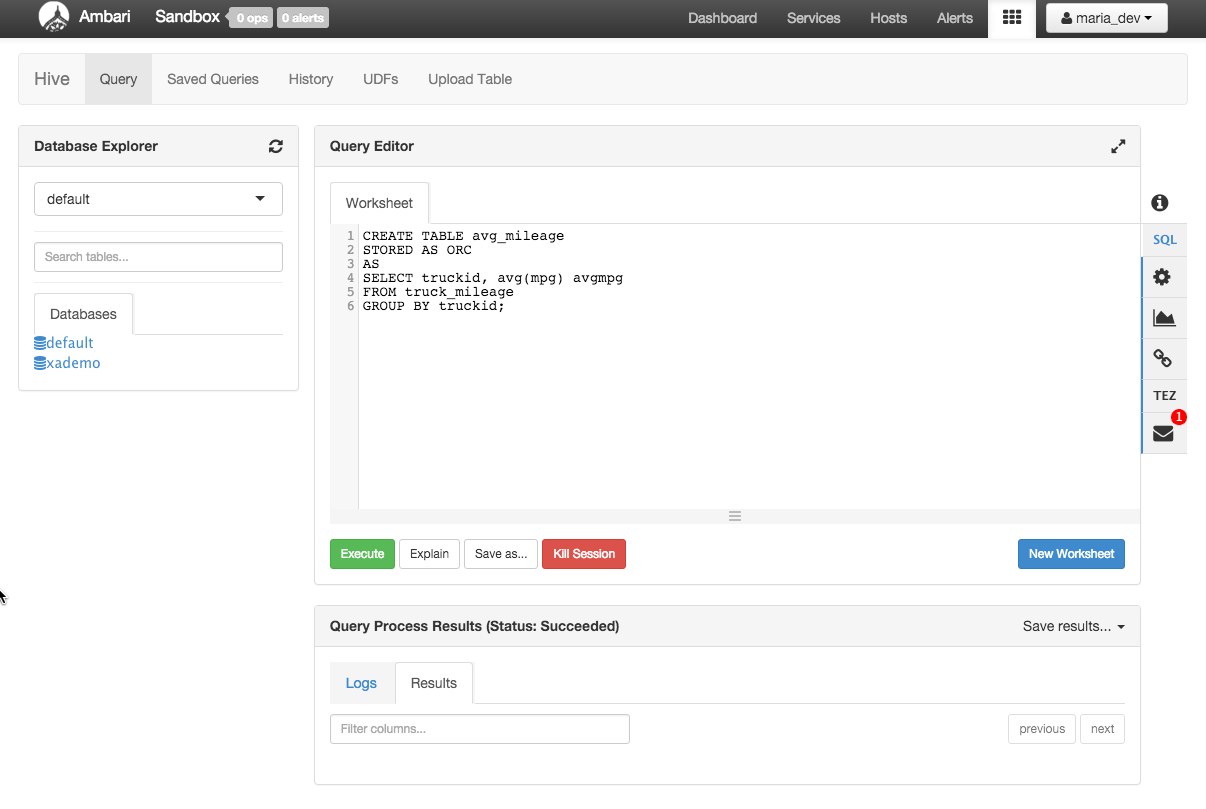 Ambari Sandbox 0 ops 0 alerts Dashboard Services Hosts Alerts maria_dev
Hive Query Saved Queries History UDFs Upload Table
Database Explorer
default
Search tables...
Databases
default
xademo
Query Editor
Worksheet
1 CREATE TABLE avg_mileage
2 STORED AS ORC
3 AS
4 SELECT truckid, avg(mpg) avgmpg
5 FROM truck_mileage
6 GROUP BY truckid;
Execute Explain Save as... Kill Session New Worksheet
SQL
TEZ
1
Query Process Results (Status: Succeeded) Save results...
Logs Results
Filter columns... previous next